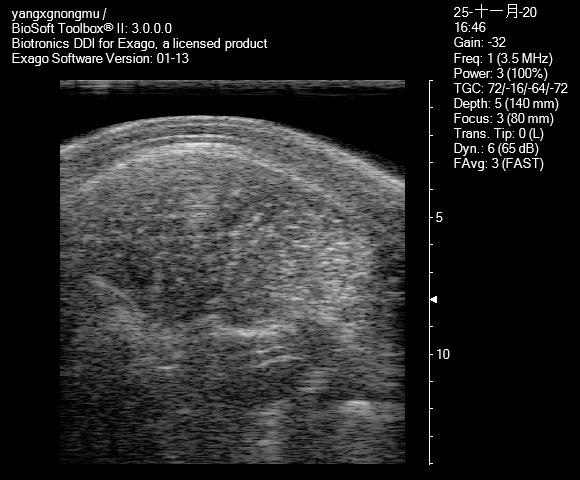 yangxgnongmu /
BioSoft Toolbox® II: 3.0.0.0
Biotronics DDI for Exago, a licensed product
Exago Software Version: 01-13
25-十一月-20
16:46
Gain: -32
Freq: 1 (3.5 MHz)
Power: 3 (100%)
TGC: 72/-16/-64/-72
Depth: 5 (140 mm)
Focus: 3 (80 mm)
Trans. Tip: 0 (L)
Dyn.: 6 (65 dB)
FAvg: 3 (FAST)
5
10